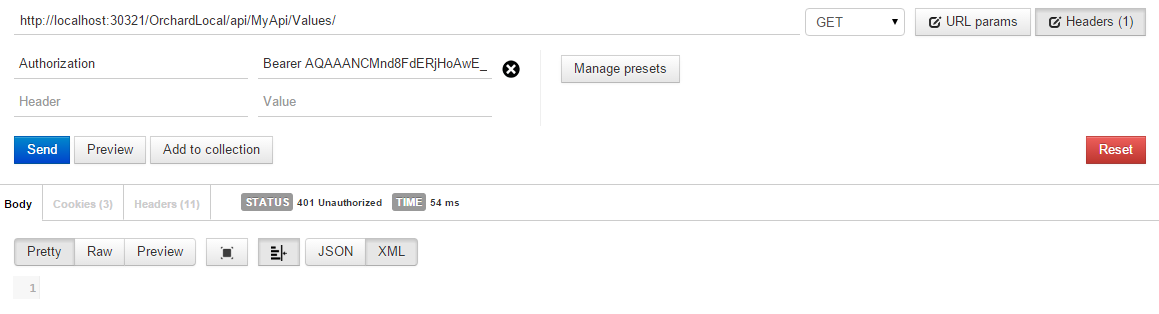 http://localhost:30321/OrchardLocal/api/MyApi/Values/ GET URL params Headers (1)
Authorization Bearer AQAAANCMnd8FdERjHoAwE_ Manage presets
Header Value
Send Preview Add to collection Reset
Body Cookies (3) Headers (11) STATUS 401 Unauthorized TIME 54 ms
Pretty Raw Preview JSON XML
1